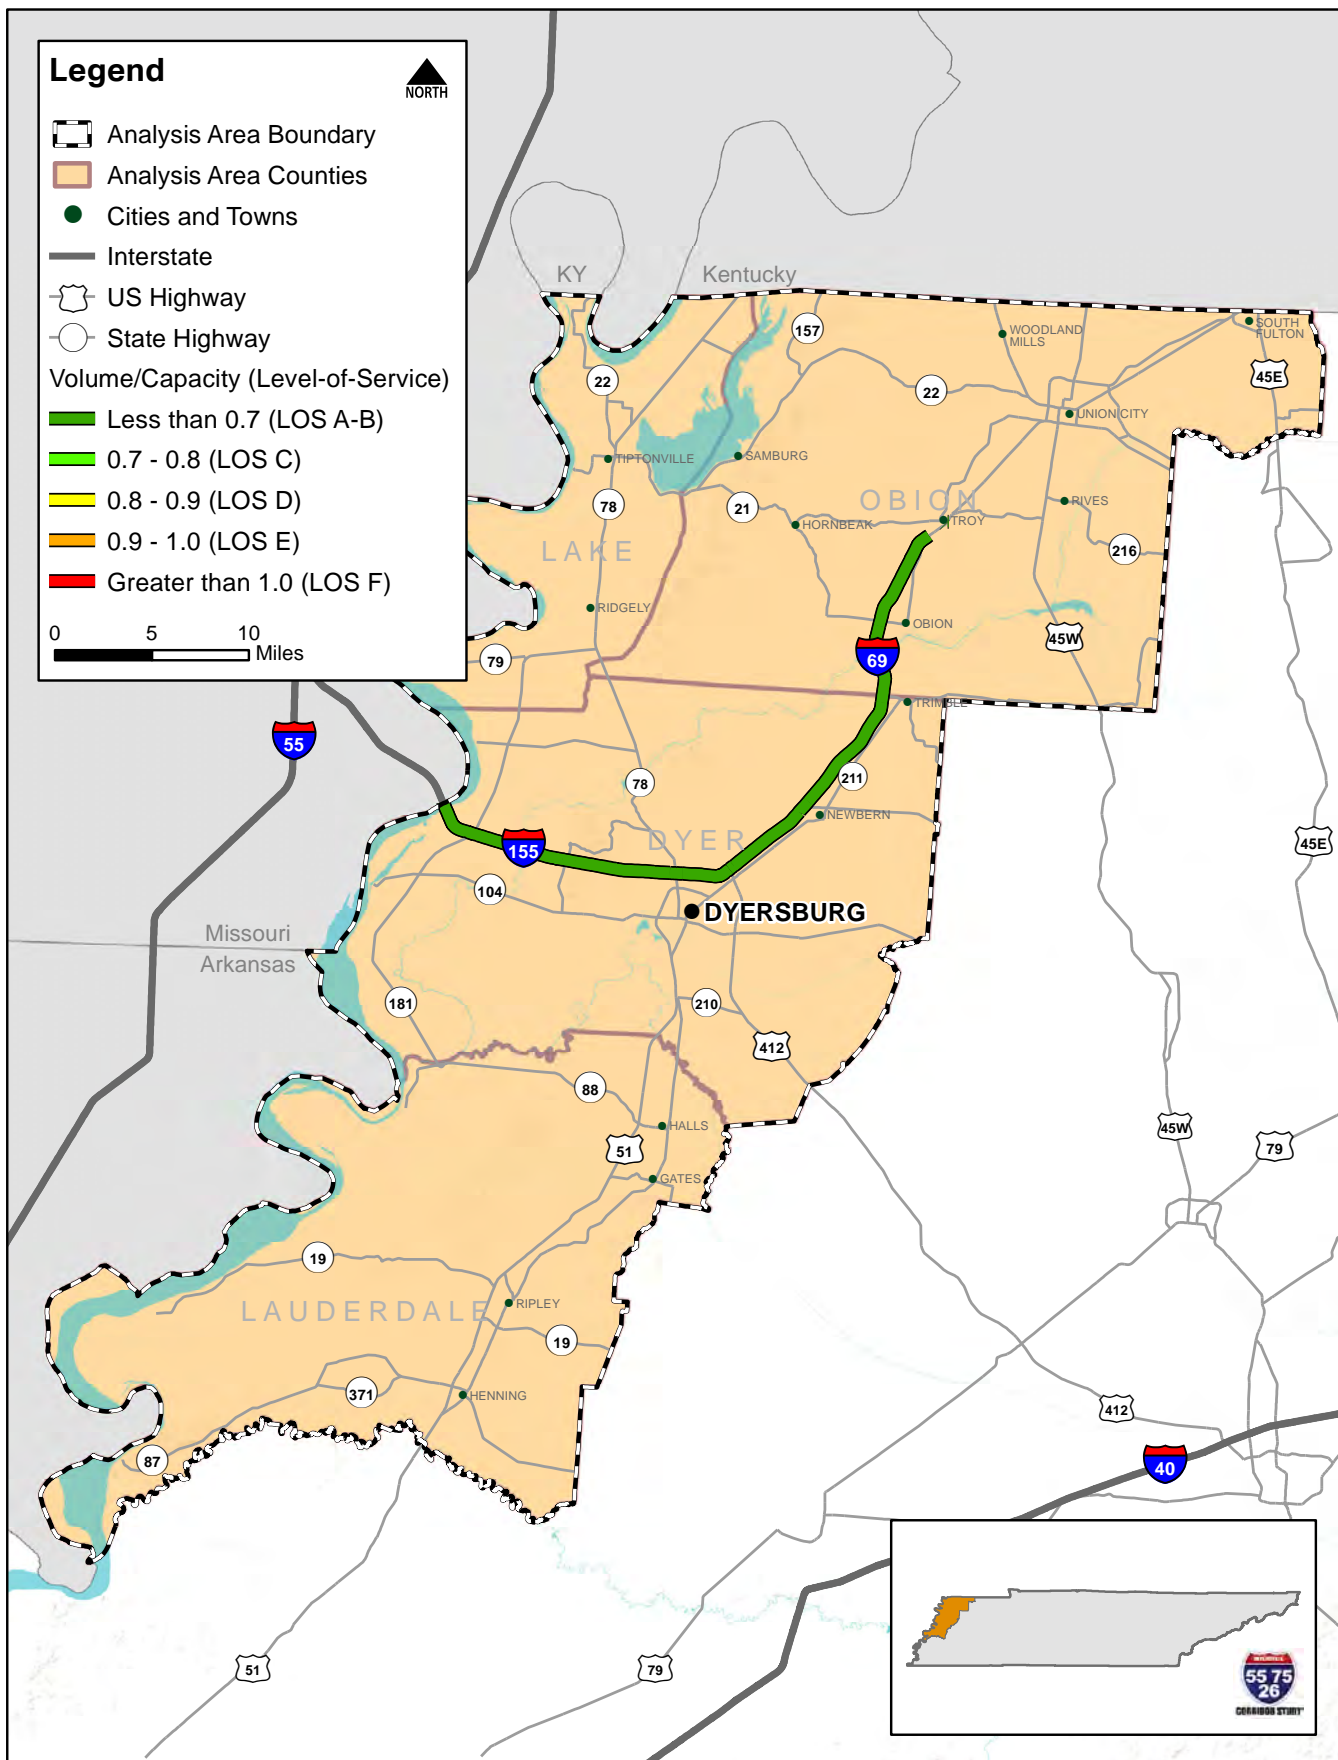 Legend
NORTH
Analysis Area Boundary
Analysis Area Counties
Cities and Towns
Interstate
US Highway
State Highway
Volume/Capacity (Level-of-Service)
Less than 0.7 (LOS A-B)
0.7 - 0.8 (LOS C)
0.8 - 0.9 (LOS D)
0.9 - 1.0 (LOS E)
Greater than 1.0 (LOS F)
0 5 10
Miles
KY
Kentucky
157
WOODLAND
MILLS
SOUTH
FULTON
45E
22
22
UNION CITY
TIPTONVILLE
SAMBURG
78
21
OBION
RIVES
HORNBEAK
TROY
216
LAKE
RIDGELY
OBION
45W
79
69
TRIMBLE
55
78
211
NEWBERN
DYER
155
45E
104
DYERSBURG
Missouri
Arkansas
181
210
412
88
HALLS
45W
51
79
GATES
19
LAUDERDALE
RIPLEY
19
371
HENNING
412
87
40
51
79
INTERSTATE
55 75
26
CORRIDOR STUDY